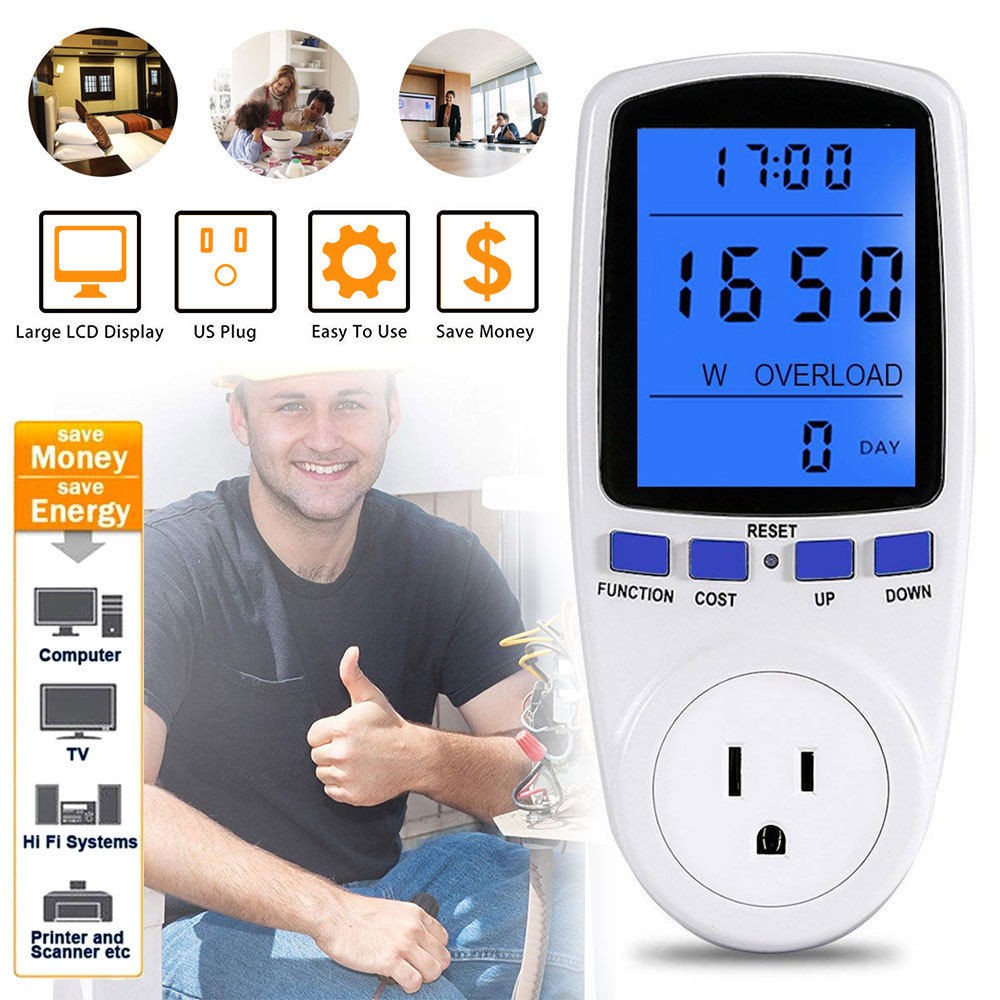 Large LCD Display
US Plug
Easy To Use
Save Money
save
Money
save
Energy
Computer
TV
Hi Fi Systems
Printer and
Scanner etc
17:00
1650
W OVERLOAD
0 DAY
RESET
FUNCTION
COST
UP
DOWN